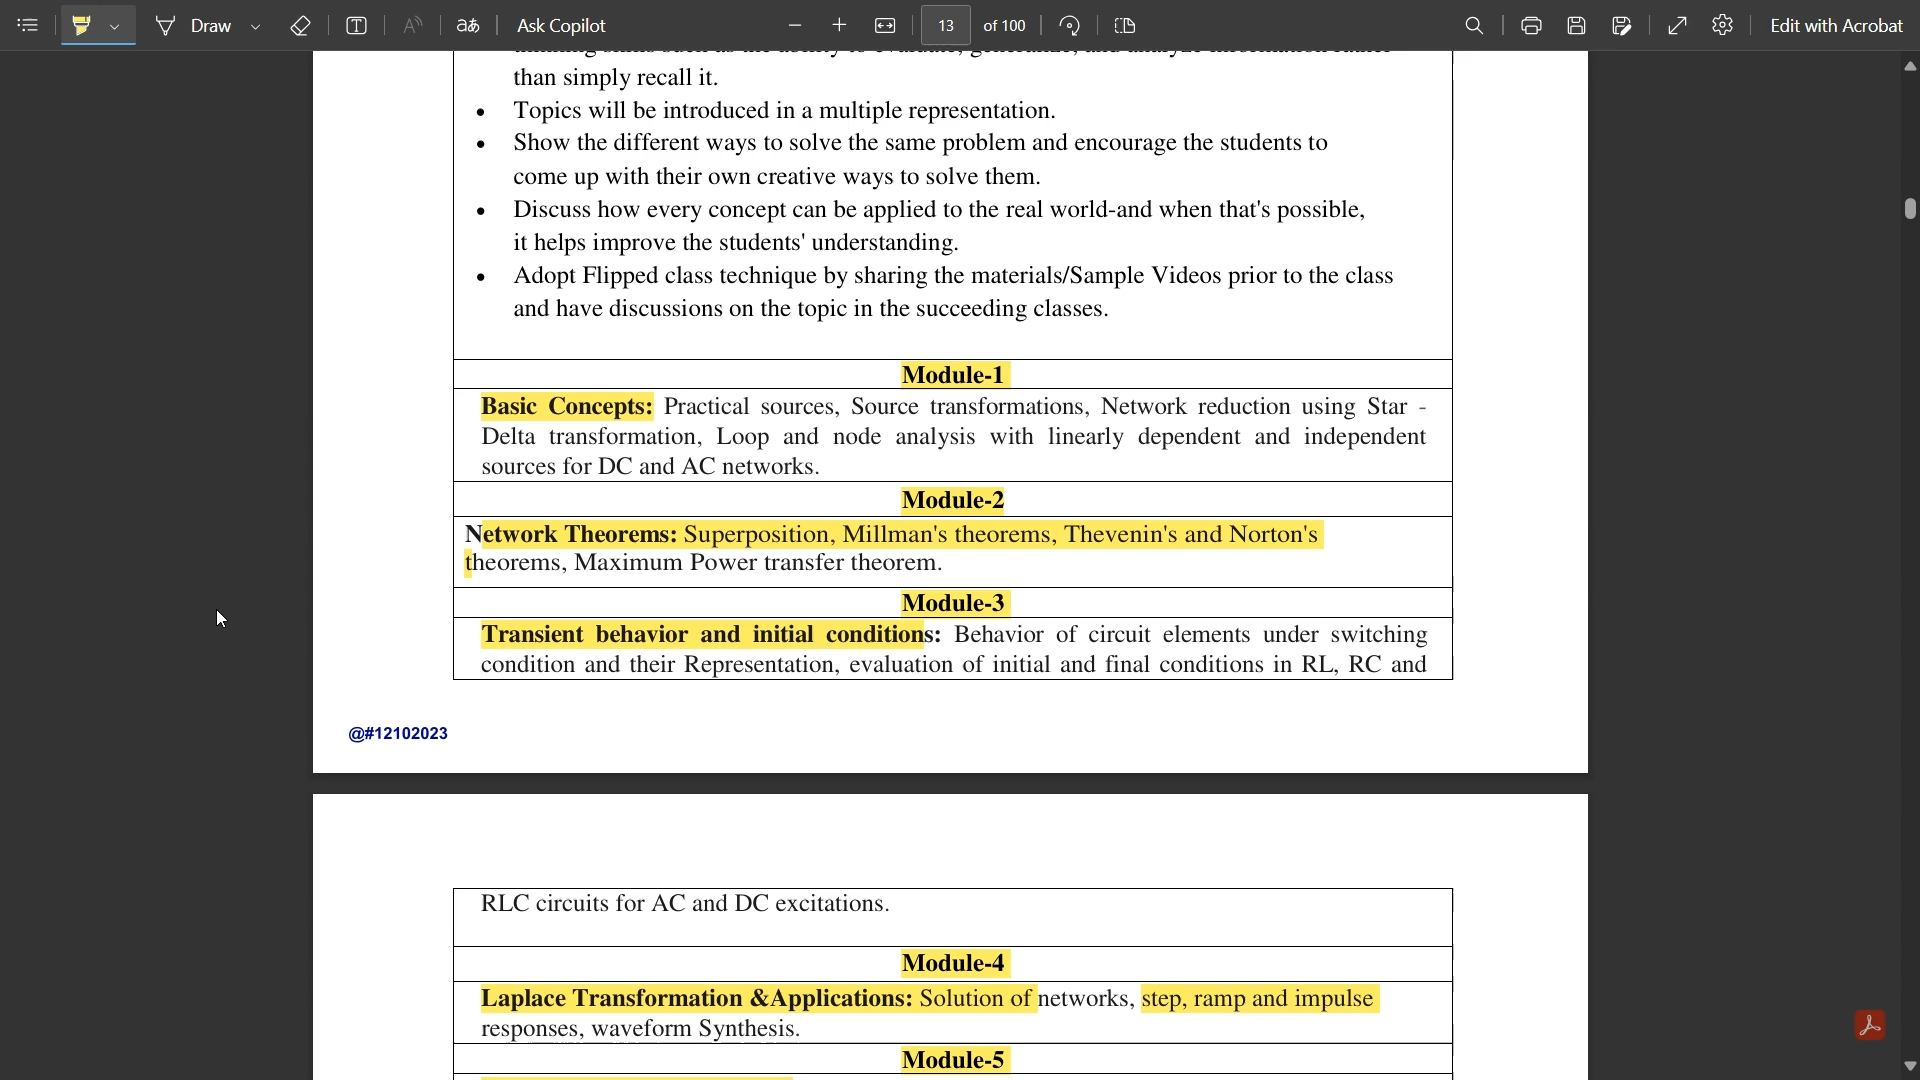 Draw
A
aあ
Ask Copilot
13
of 100
Edit with Acrobat
than simply recall it.
• Topics will be introduced in a multiple representation.
• Show the different ways to solve the same problem and encourage the students to
come up with their own creative ways to solve them.
• Discuss how every concept can be applied to the real world-and when that's possible,
it helps improve the students' understanding.
• Adopt Flipped class technique by sharing the materials/Sample Videos prior to the class
and have discussions on the topic in the succeeding classes.
Module-1
Basic Concepts: Practical sources, Source transformations, Network reduction using Star -
Delta transformation, Loop and node analysis with linearly dependent and independent
sources for DC and AC networks.
Module-2
Network Theorems: Superposition, Millman's theorems, Thevenin's and Norton's
theorems, Maximum Power transfer theorem.
Module-3
Transient behavior and initial conditions: Behavior of circuit elements under switching
condition and their Representation, evaluation of initial and final conditions in RL, RC and
@#12102023
RLC circuits for AC and DC excitations.
Module-4
Laplace Transformation &Applications: Solution of networks, step, ramp and impulse
responses, waveform Synthesis.
Module-5